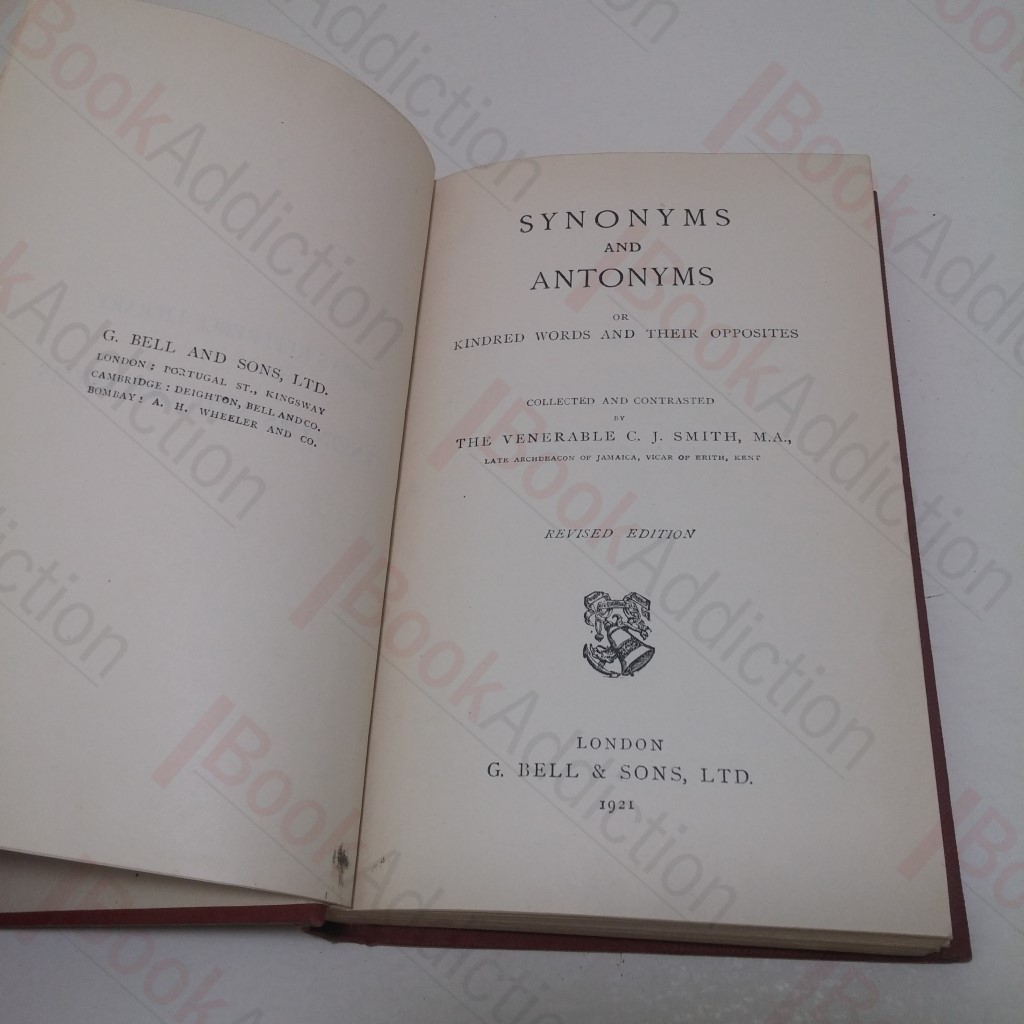 G. BELL AND SONS, LTD.
LONDON: PORTUGAL ST., KINGSWAY
CAMBRIDGE: DEIGHTON, BELL AND CO.
BOMBAY: A. H. WHEELER AND CO.
SYNONYMS
AND
ANTONYMS
OR
KINDRED WORDS AND THEIR OPPOSITES
COLLECTED AND CONTRASTED
BY
THE VENERABLE C. J. SMITH, M.A.,
LATE ARCHDEACON OF JAMAICA, VICAR OF ERITH, KENT
REVISED EDITION
LONDON
G. BELL & SONS, LTD.
1921
BookAddiction